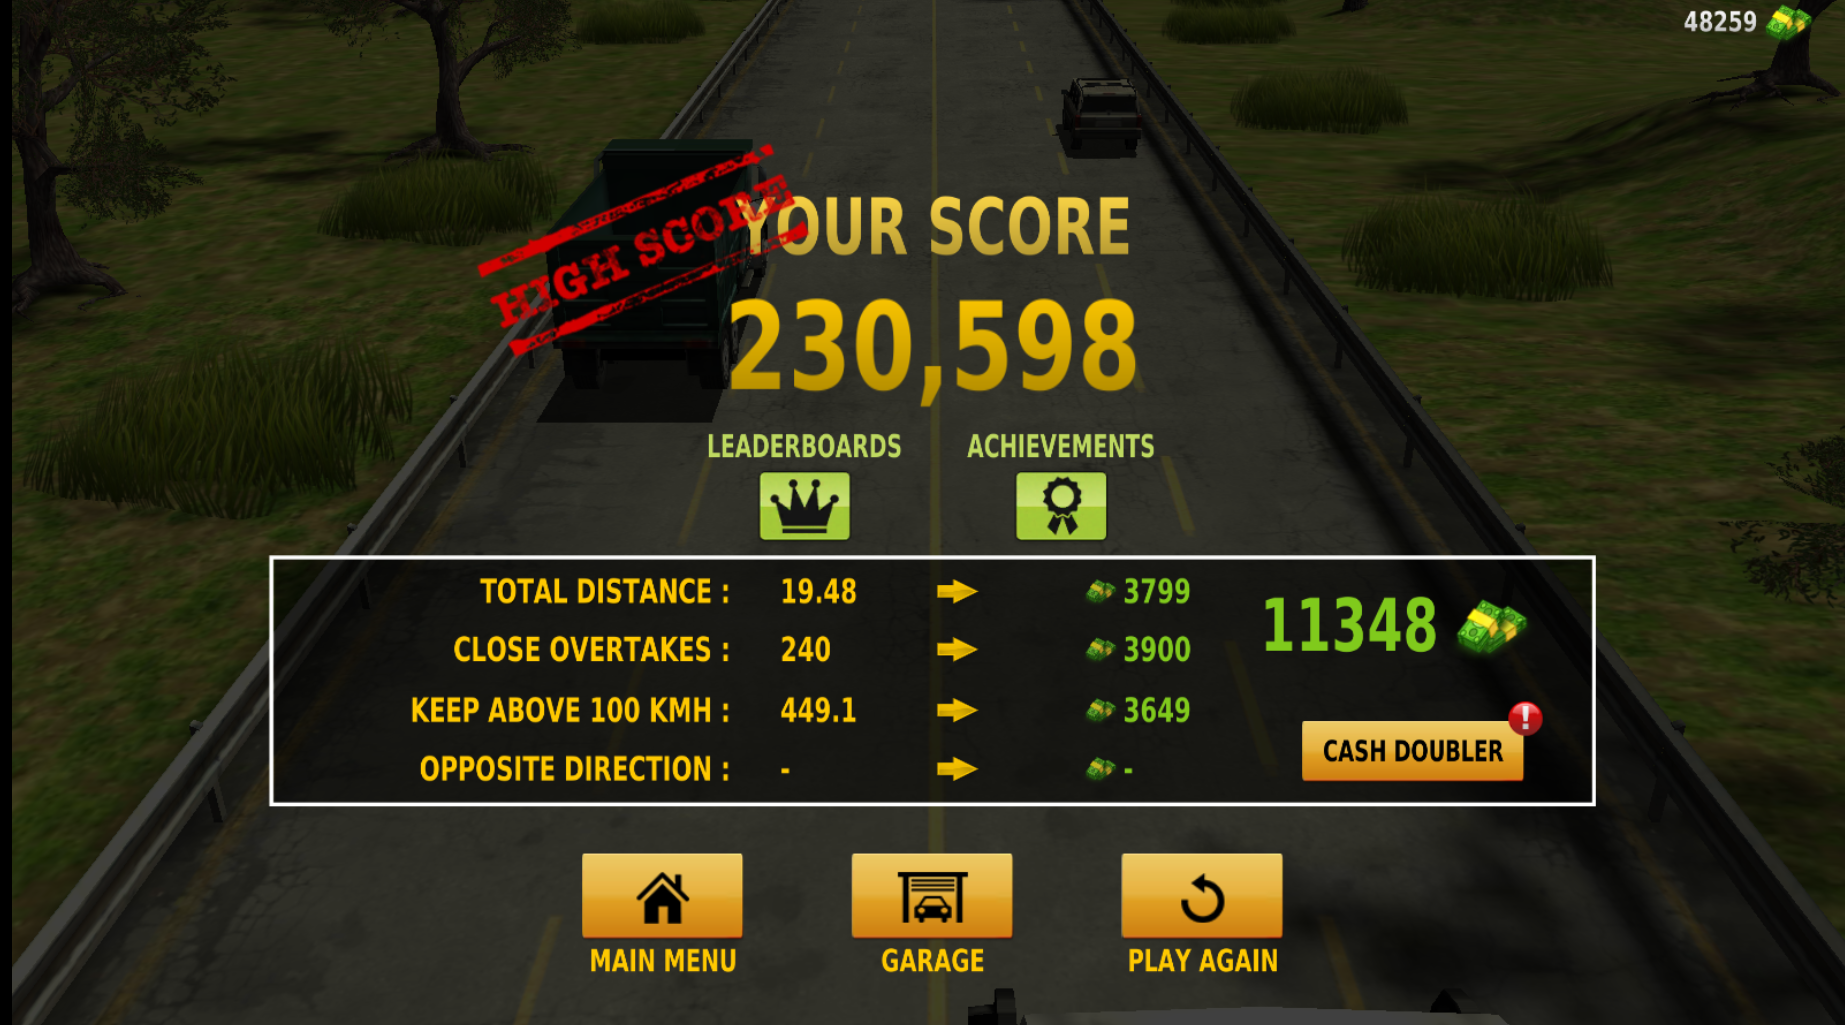 48259
HIGH SCORE
YOUR SCORE
230,598
LEADERBOARDS ACHIEVEMENTS
TOTAL DISTANCE : 19.48 3799
CLOSE OVERTAKES : 240 3900
KEEP ABOVE 100 KMH : 449.1 3649
OPPOSITE DIRECTION : - -
11348
!
CASH DOUBLER
MAIN MENU GARAGE PLAY AGAIN